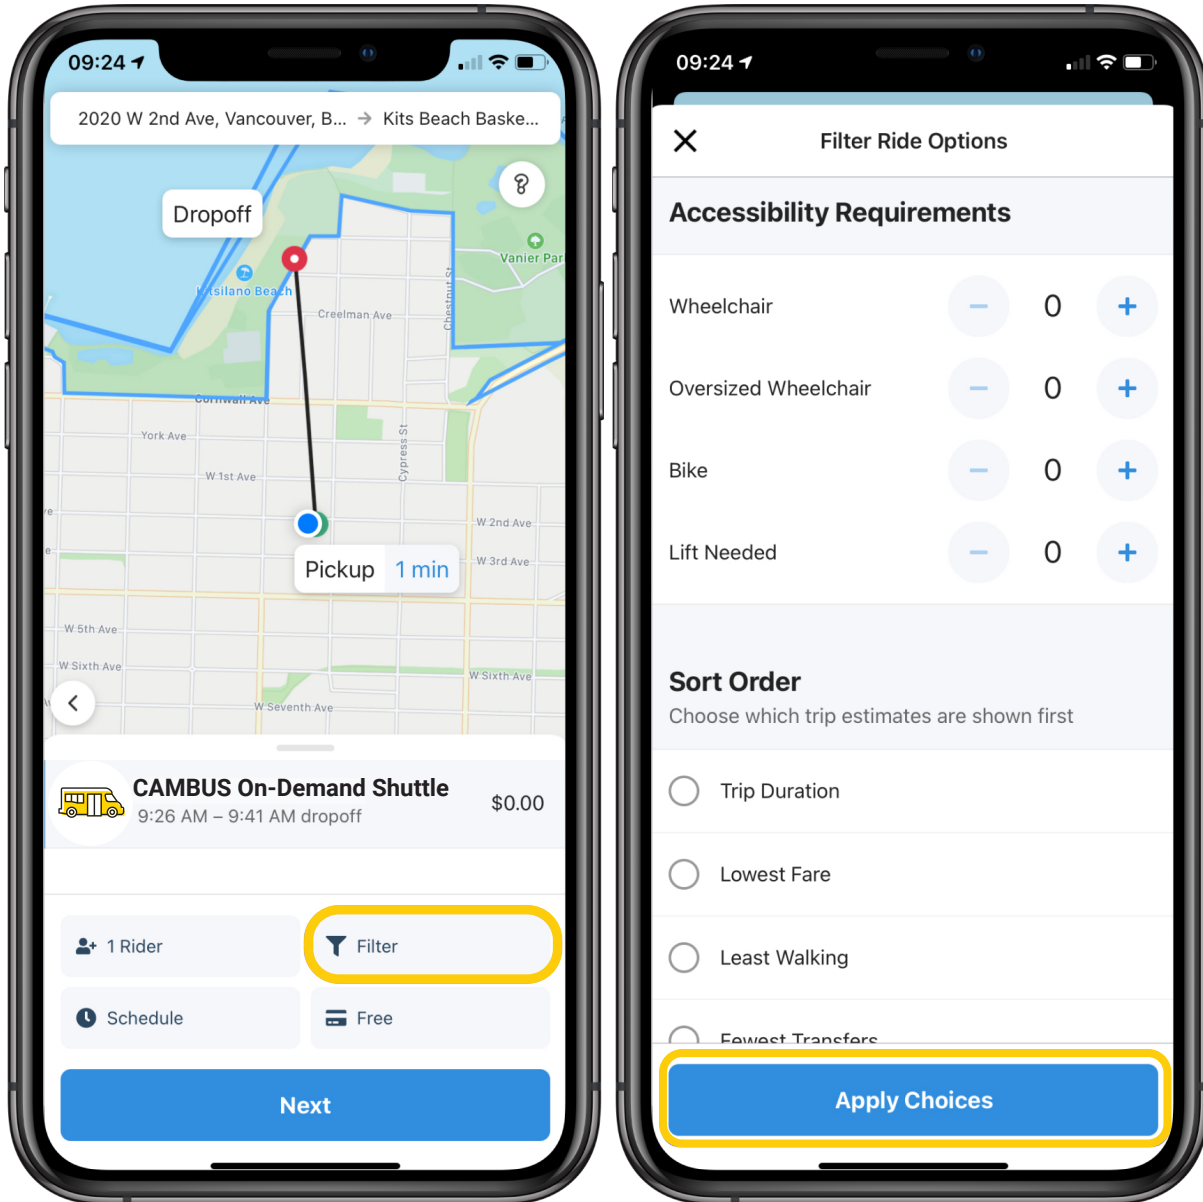 09:24
2020 W 2nd Ave, Vancouver, B... → Kits Beach Baske...
Dropoff
Vanier Par
Kitsilano Beach
Chestnut St
Creelman Ave
Cornwall Ave
York Ave
Cypress St
W 1st Ave
W 2nd Ave
Pickup 1 min
W 3rd Ave
W 5th Ave
W Sixth Ave
W Sixth Ave
W Seventh Ave
CAMBUS On-Demand Shuttle
9:26 AM – 9:41 AM dropoff
$0.00
1 Rider
Filter
Schedule
Free
Next
09:24
Filter Ride Options
Accessibility Requirements
Wheelchair − 0 +
Oversized Wheelchair − 0 +
Bike − 0 +
Lift Needed − 0 +
Sort Order
Choose which trip estimates are shown first
Trip Duration
Lowest Fare
Least Walking
Fewest Transfers
Apply Choices